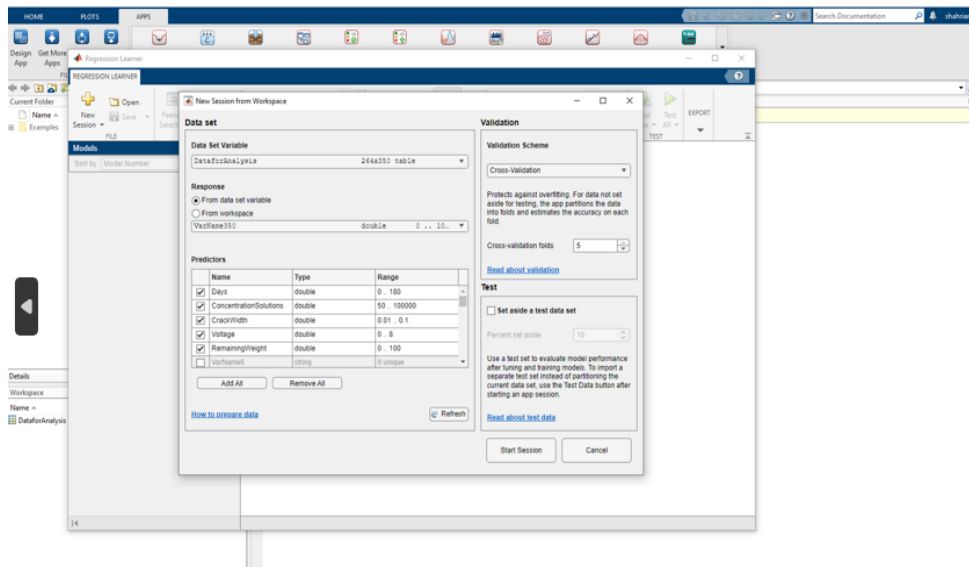 HOME PLOTS APPS
Search Documentation
Design App
Get More Apps
Regression Learner
REGRESSION LEARNER
Current Folder
Name
Examples
New Session
Open
Save
FILE
Test
Test All
TEST
EXPORT
Models
Sort by Model Number
New Session from Workspace
Data set
Data Set Variable
DataforAnalysis 264x350 table
Response
From data set variable
From workspace
VarName350 double 0 .. 10..
Predictors
Name Type Range
Days double 0 .. 180
ConcentrationSolutions double 50 .. 100000
CrackWidth double 0.01 .. 0.1
Voltage double 0 .. 8
RemainingWeight double 0 .. 100
VarName6 string 0 unique
Add All Remove All
How to prepare data
Refresh
Validation
Validation Scheme
Cross-Validation
Protects against overfitting. For data not set
aside for testing, the app partitions the data
into folds and estimates the accuracy on each
fold.
Cross-validation folds 5
Read about validation
Test
Set aside a test data set
Percent set aside 10
Use a test set to evaluate model performance
after tuning and training models. To import a
separate test set instead of partitioning the
current data set, use the Test Data button after
starting an app session.
Read about test data
Start Session Cancel
Details
Workspace
Name
DataforAnalysis